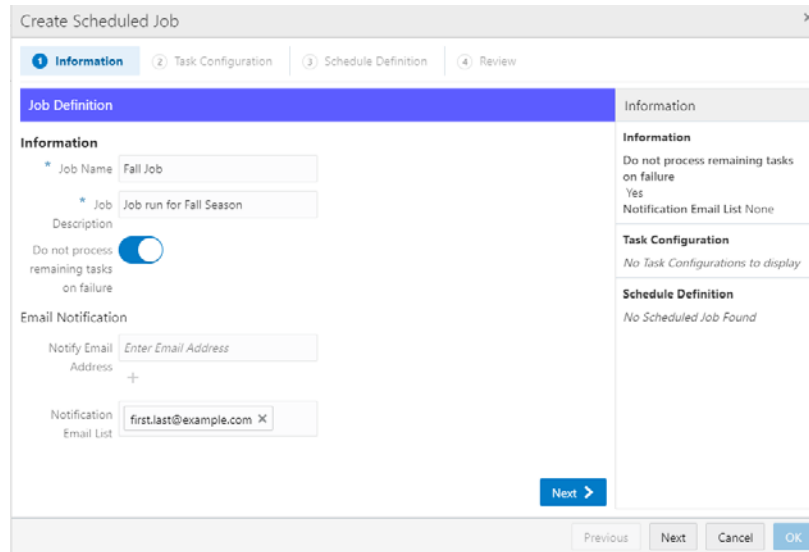 Create Scheduled Job
1 Information
2 Task Configuration
3 Schedule Definition
4 Review
Job Definition
Information
* Job Name Fall Job
* Job Description Job run for Fall Season
Do not process
remaining tasks
on failure
Email Notification
Notify Email
Address
Enter Email Address
+
Notification
Email List
first.last@example.com ×
Next >
Information
Information
Do not process remaining tasks
on failure
Yes
Notification Email List None
Task Configuration
No Task Configurations to display
Schedule Definition
No Scheduled Job Found
Previous
Next
Cancel
OK